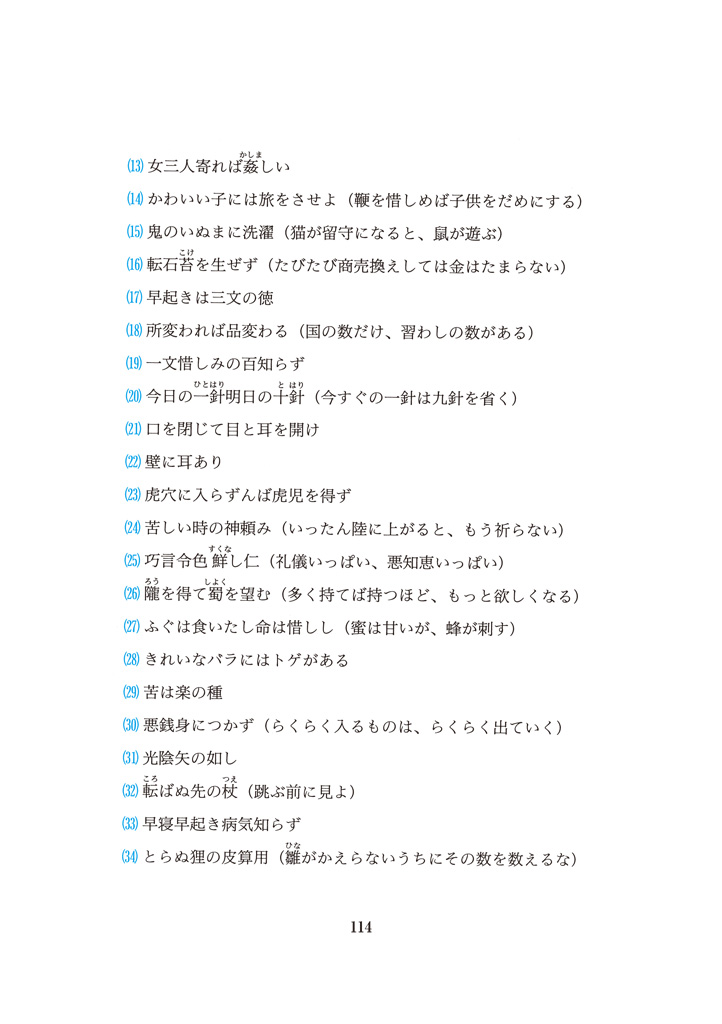 (13) 女三人寄れば姦しい
(14) かわいい子には旅をさせよ（鞭を惜しめば子供をだめにする）
(15) 鬼のいぬまに洗濯（猫が留守になると、鼠が遊ぶ）
(16) 転石苔を生ぜず（たびたび商売換えしては金はたまらない）
(17) 早起きは三文の徳
(18) 所変われば品変わる（国の数だけ、習わしの数がある）
(19) 一文惜しみの百知らず
(20) 今日の一針明日の十針（今すぐの一針は九針を省く）
(21) 口を閉じて目と耳を開け
(22) 壁に耳あり
(23) 虎穴に入らずんば虎児を得ず
(24) 苦しい時の神頼み（いったん陸に上がると、もう祈らない）
(25) 巧言令色鮮し仁（礼儀いっぱい、悪知恵いっぱい）
(26) 隴を得て蜀を望む（多く持てば持つほど、もっと欲しくなる）
(27) ふぐは食いたし命は惜しし（蜜は甘いが、蜂が刺す）
(28) きれいなバラにはトゲがある
(29) 苦は楽の種
(30) 悪銭身につかず（らくらく入るものは、らくらく出ていく）
(31) 光陰矢の如し
(32) 転ばぬ先の杖（跳ぶ前に見よ）
(33) 早寝早起き病気知らず
(34) とらぬ狸の皮算用（雛がかえらないうちにその数を数えるな）
114